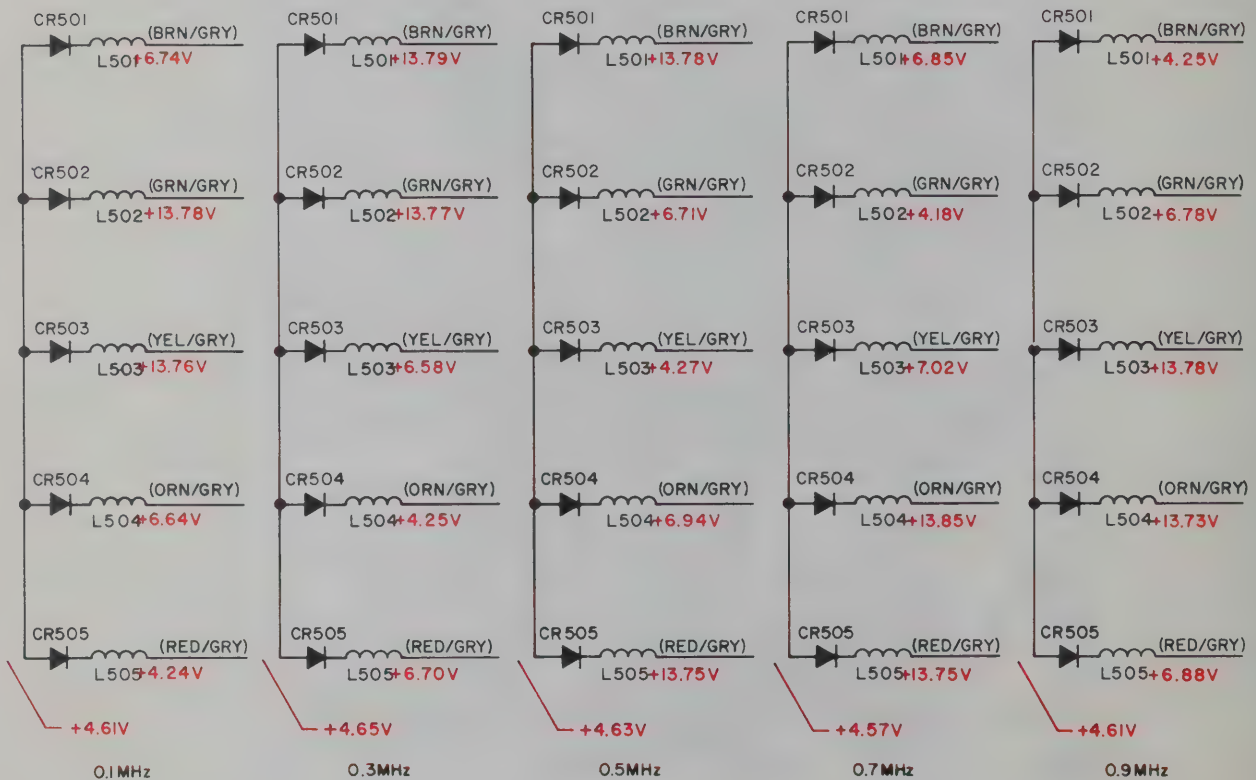 CR501 CR501 CR501 CR501 CR501
(BRN/GRY) (BRN/GRY) (BRN/GRY) (BRN/GRY) (BRN/GRY)
L501 +6.74V L501 +13.79V L501 +13.78V L501 +6.85V L501 +4.25V
CR502 CR502 CR502 CR502 CR502
(GRN/GRY) (GRN/GRY) (GRN/GRY) (GRN/GRY) (GRN/GRY)
L502 +13.78V L502 +13.77V L502 +6.71V L502 +4.18V L502 +6.78V
CR503 CR503 CR503 CR503 CR503
(YEL/GRY) (YEL/GRY) (YEL/GRY) (YEL/GRY) (YEL/GRY)
L503 +13.76V L503 +6.58V L503 +4.27V L503 +7.02V L503 +13.78V
CR504 CR504 CR504 CR504 CR504
(ORN/GRY) (ORN/GRY) (ORN/GRY) (ORN/GRY) (ORN/GRY)
L504 +6.64V L504 +4.25V L504 +6.94V L504 +13.85V L504 +13.73V
CR505 CR505 CR505 CR505 CR505
(RED/GRY) (RED/GRY) (RED/GRY) (RED/GRY) (RED/GRY)
L505 +4.24V L505 +6.70V L505 +13.75V L505 +13.75V L505 +6.88V
+4.61V +4.65V +4.63V +4.57V +4.61V
0.1MHz 0.3MHz 0.5MHz 0.7MHz 0.9MHz